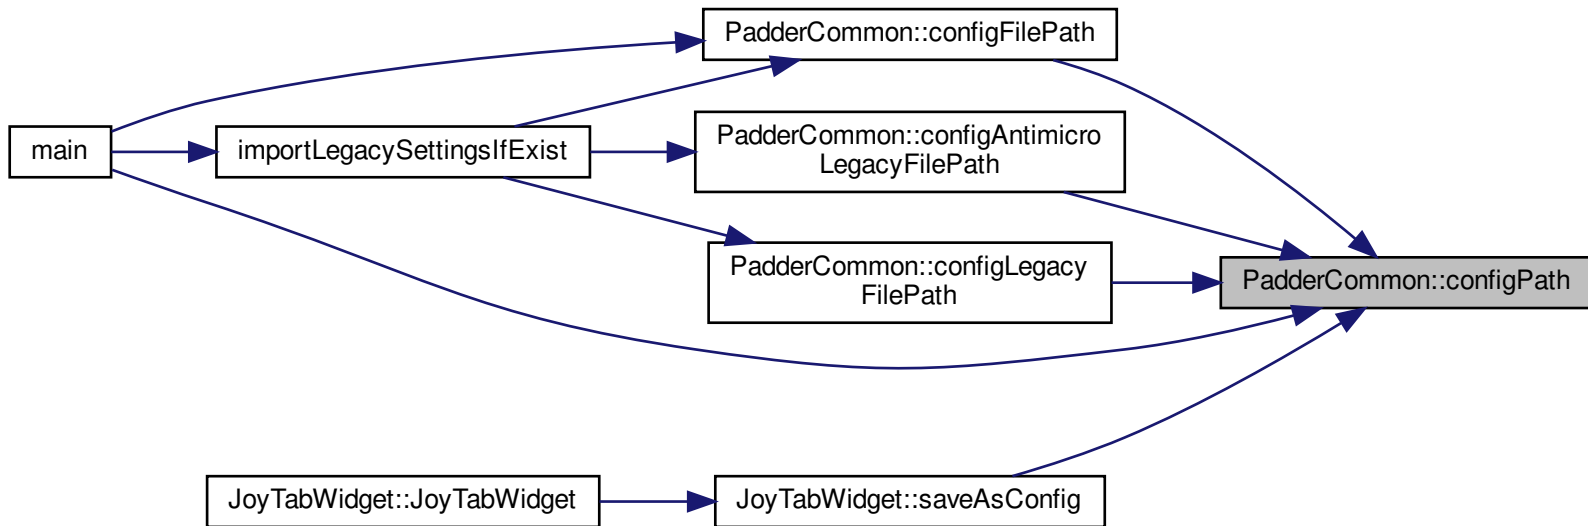 PadderCommon::configFilePath
main
importLegacySettingsIfExist
PadderCommon::configAntimicro
LegacyFilePath
PadderCommon::configLegacy
FilePath
PadderCommon::configPath
JoyTabWidget::JoyTabWidget
JoyTabWidget::saveAsConfig